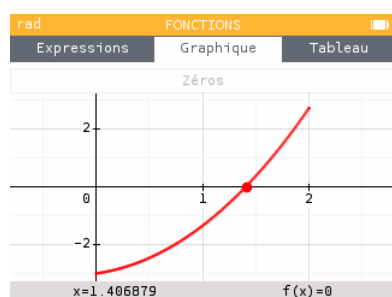 rad FONCTIONS
Expressions Graphique Tableau
Zéros
2
0 1 2
-2
x=1.406879 f(x)=0